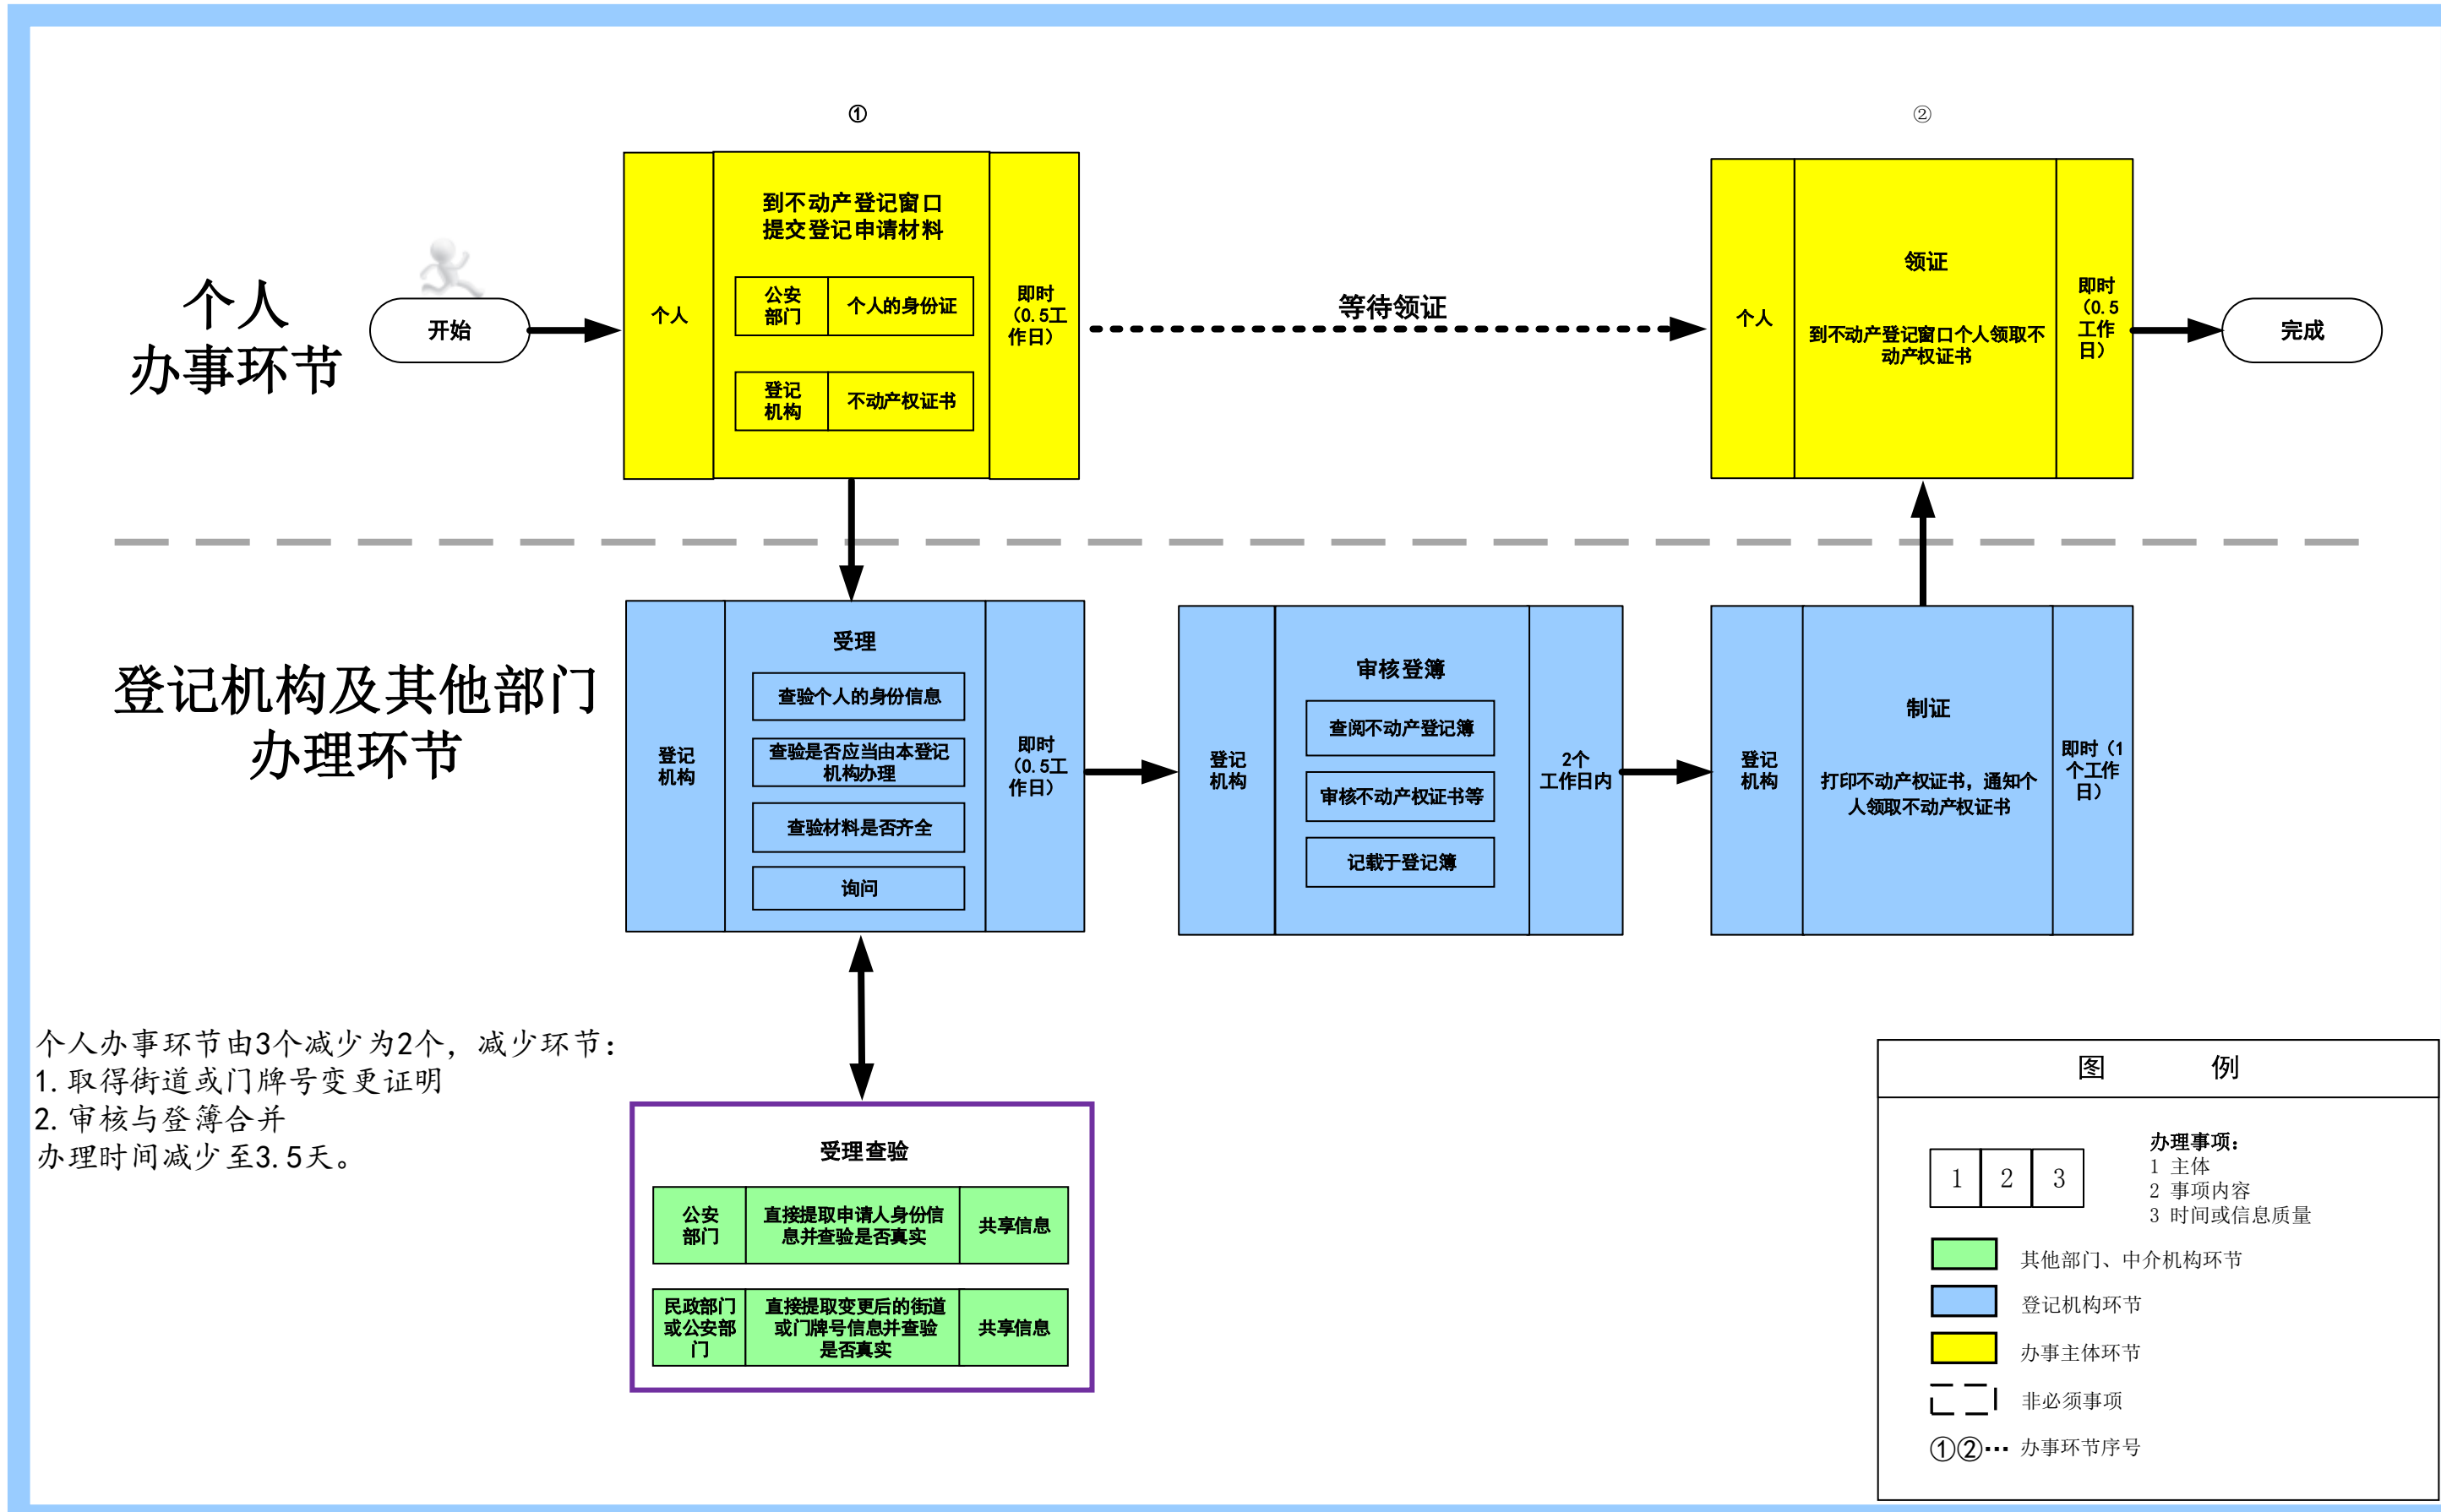 ①
②
个人
办事环节
开始
个人
到不动产登记窗口
提交登记申请材料
公安
部门
个人的身份证
登记
机构
不动产权证书
即时
（0.5工
作日）
等待领证
个人
领证
到不动产登记窗口个人领取不
动产权证书
即时
（0.5
工作
日）
完成
登记机构及其他部门
办理环节
登记
机构
受理
查验个人的身份信息
查验是否应当由本登记
机构办理
查验材料是否齐全
询问
即时
（0.5工
作日）
登记
机构
审核登簿
查阅不动产登记簿
审核不动产权证书等
记载于登记簿
2个
工作日内
登记
机构
制证
打印不动产权证书，通知个
人领取不动产权证书
即时（1
个工作
日）
个人办事环节由3个减少为2个，减少环节：
1.取得街道或门牌号变更证明
2.审核与登薄合并
办理时间减少至3.5天。
受理查验
公安
部门
直接提取申请人身份信
息并查验是否真实
共享信息
民政部门
或公安部
门
直接提取变更后的街道
或门牌号信息并查验
是否真实
共享信息
图 例
1 2 3
办理事项：
1 主体
2 事项内容
3 时间或信息质量
其他部门、中介机构环节
登记机构环节
办事主体环节
非必须事项
①②… 办事环节序号